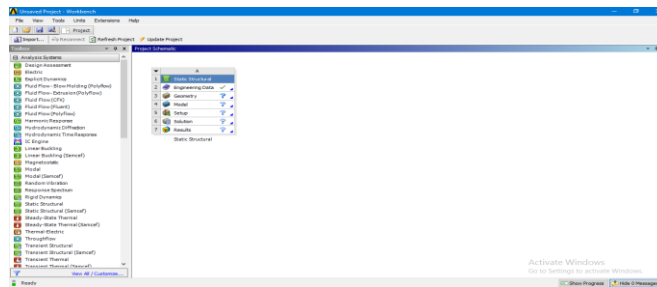 Unsaved Project - Workbench
File View Tools Units Extensions Help
Project
Import... Reconnect Refresh Project Update Project
Toolbox
Project Schematic
Analysis Systems
Design Assessment
Electric
Explicit Dynamics
Fluid Flow - Blow Molding (Polyflow)
Fluid Flow - Extrusion (Polyflow)
Fluid Flow (CFX)
Fluid Flow (Fluent)
Fluid Flow (Polyflow)
Harmonic Response
Hydrodynamic Diffraction
Hydrodynamic Time Response
IC Engine
Linear Buckling
Linear Buckling (Samcef)
Magnetostatic
Modal
Modal (Samcef)
Random Vibration
Response Spectrum
Rigid Dynamics
Static Structural
Static Structural (Samcef)
Steady-State Thermal
Steady-State Thermal (Samcef)
Thermal-Electric
Throughflow
Transient Structural
Transient Structural (Samcef)
Transient Thermal
Transient Thermal (Samcef)
View All / Customize...
A
1 Static Structural
2 Engineering Data
3 Geometry
4 Model
5 Setup
6 Solution
7 Results
Static Structural
Activate Windows
Go to Settings to activate Windows.
Ready
Show Progress Hide 0 Messages